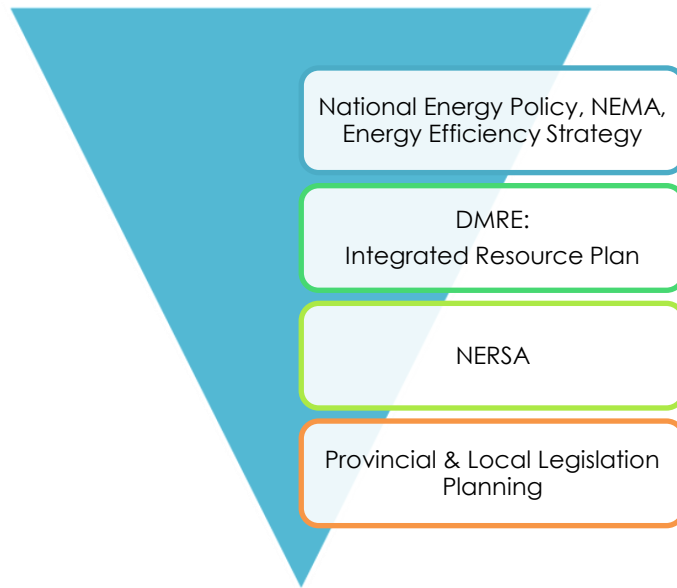 National Energy Policy, NEMA,
Energy Efficiency Strategy
DMRE:
Integrated Resource Plan
NERSA
Provincial & Local Legislation
Planning